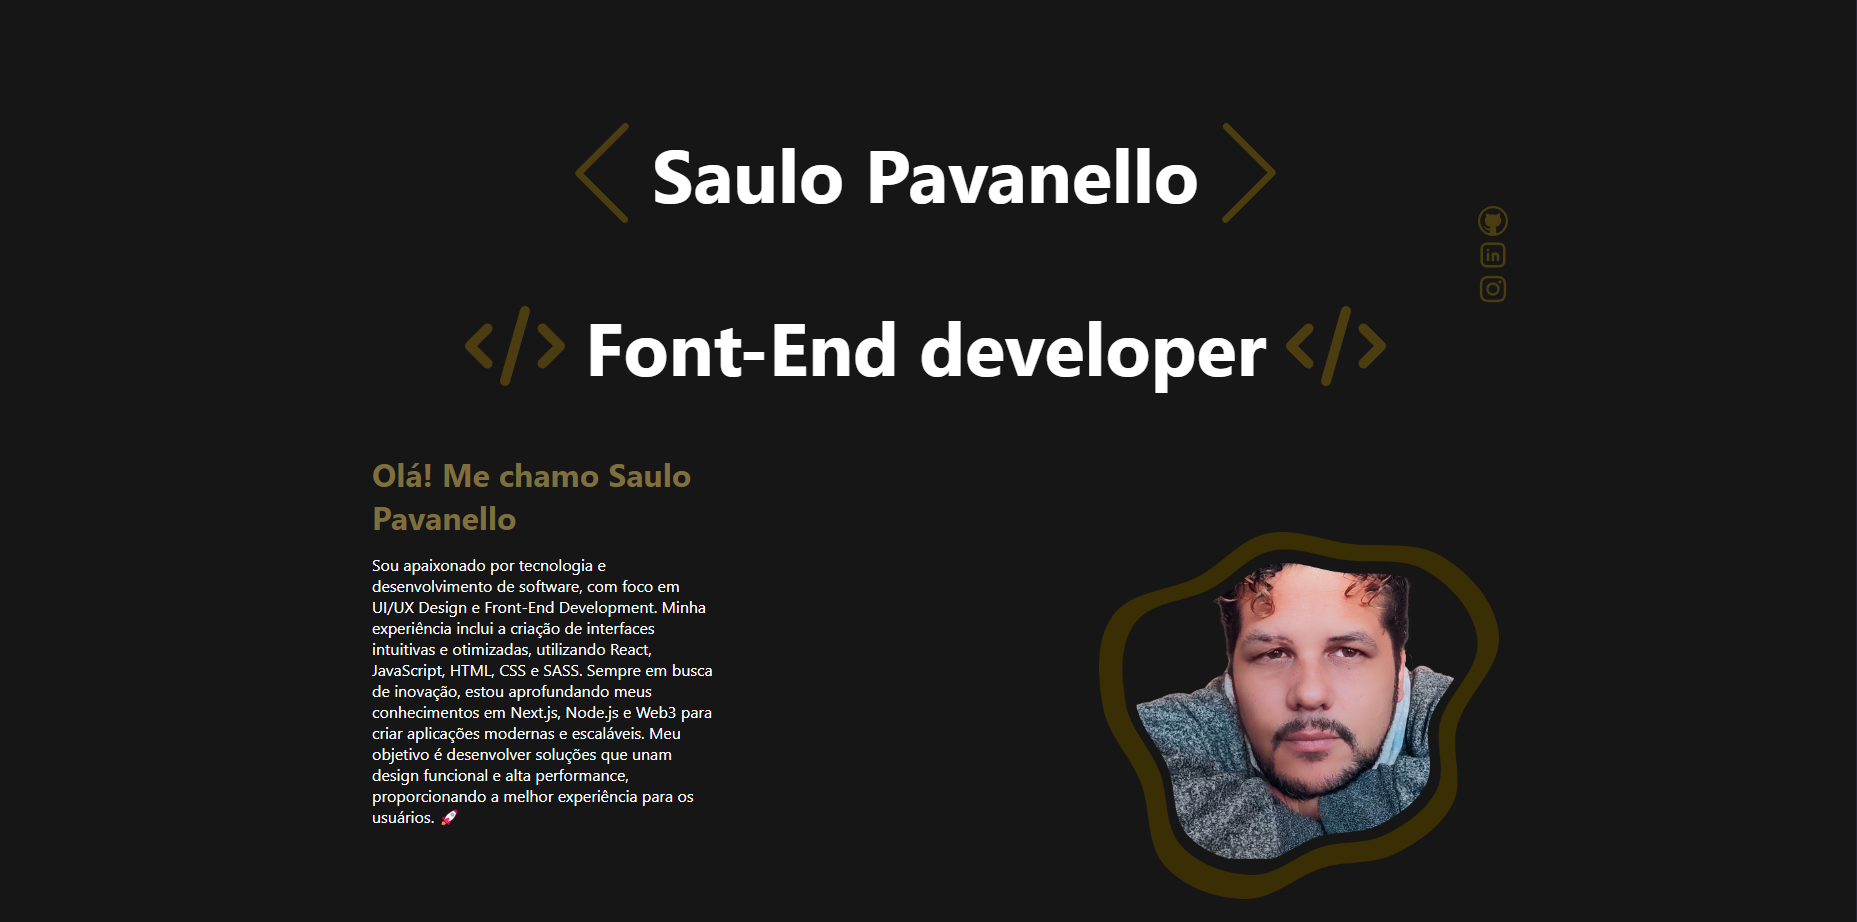 Saulo Pavanello
Font-End developer
Olá! Me chamo Saulo
Pavanello
Sou apaixonado por tecnologia e
desenvolvimento de software, com foco em
UI/UX Design e Front-End Development. Minha
experiência inclui a criação de interfaces
intuitivas e otimizadas, utilizando React,
JavaScript, HTML, CSS e SASS. Sempre em busca
de inovação, estou aprofundando meus
conhecimentos em Next.js, Node.js e Web3 para
criar aplicações modernas e escaláveis. Meu
objetivo é desenvolver soluções que unam
design funcional e alta performance,
proporcionando a melhor experiência para os
usuários. 🚀